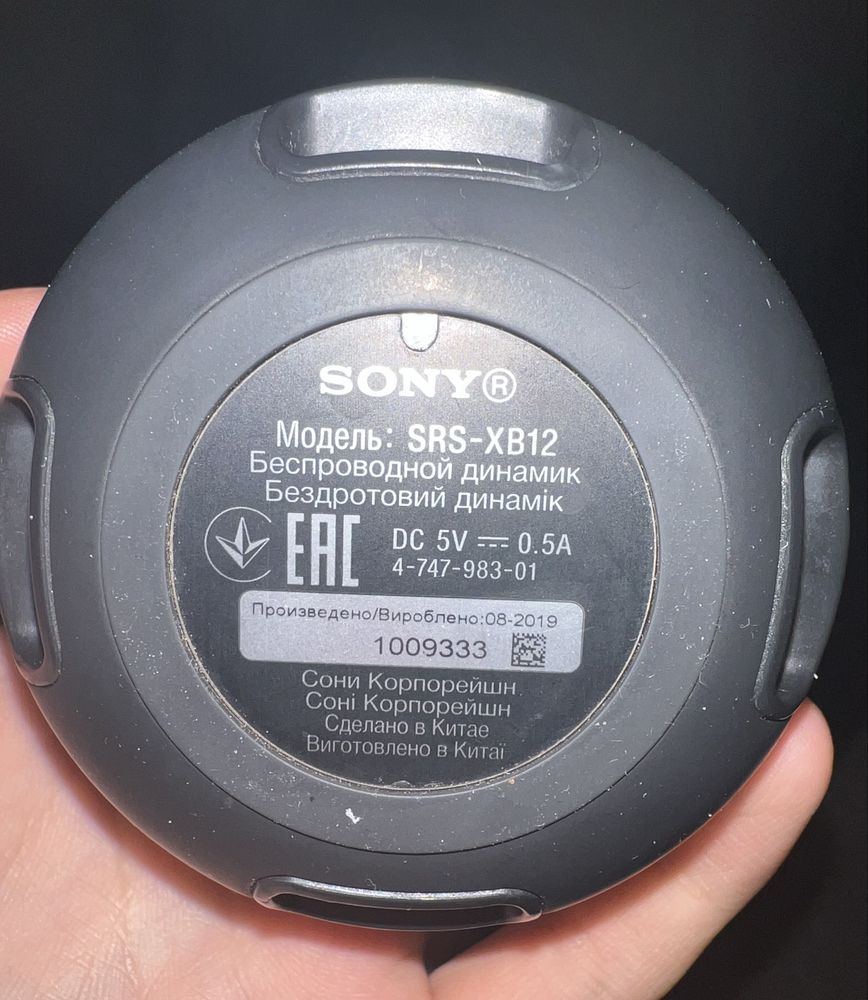 SONY®
Модель: SRS-XB12
Беспроводной динамик
Бездротовий динамік
EAC DC 5V ⎓ 0.5A
4-747-983-01
Произведено/Вироблено:08-2019
1009333
Сони Корпорейшн
Соні Корпорейшн
Сделано в Китае
Виготовлено в Китаї